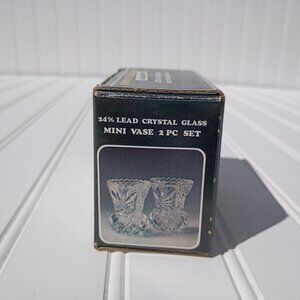 24% LEAD CRYSTAL GLASS
MINI VASE 2 PC SET